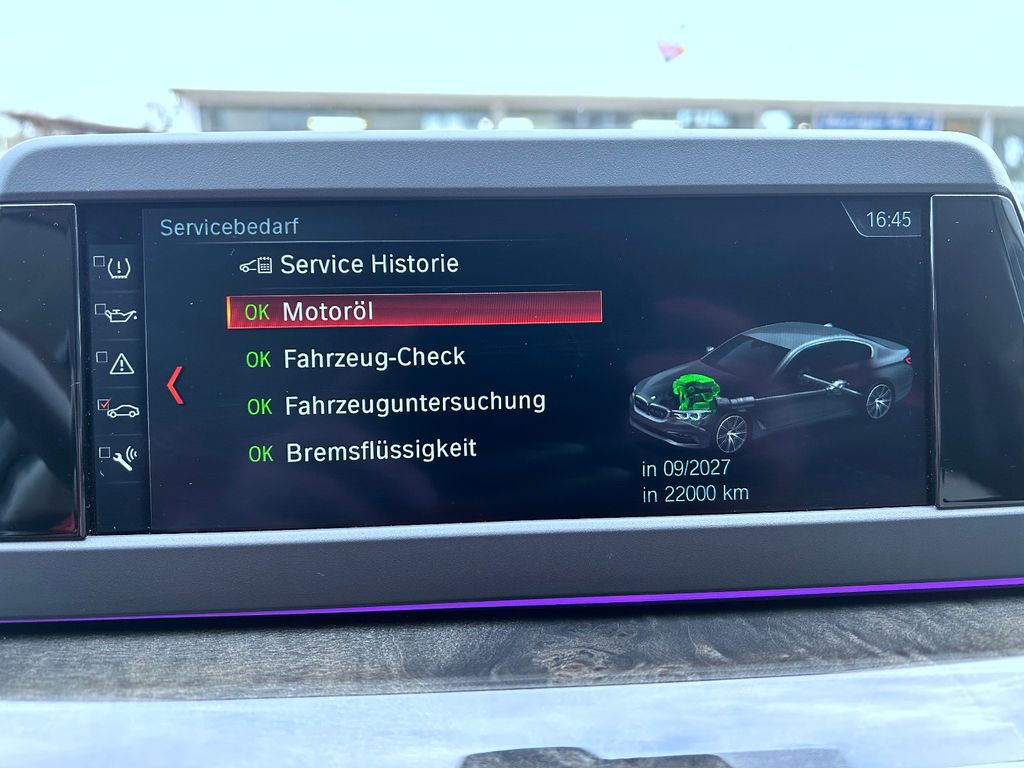 Servicebedarf
16:45
Service Historie
OK Motoröl
OK Fahrzeug-Check
OK Fahrzeuguntersuchung
OK Bremsflüssigkeit
in 09/2027
in 22000 km